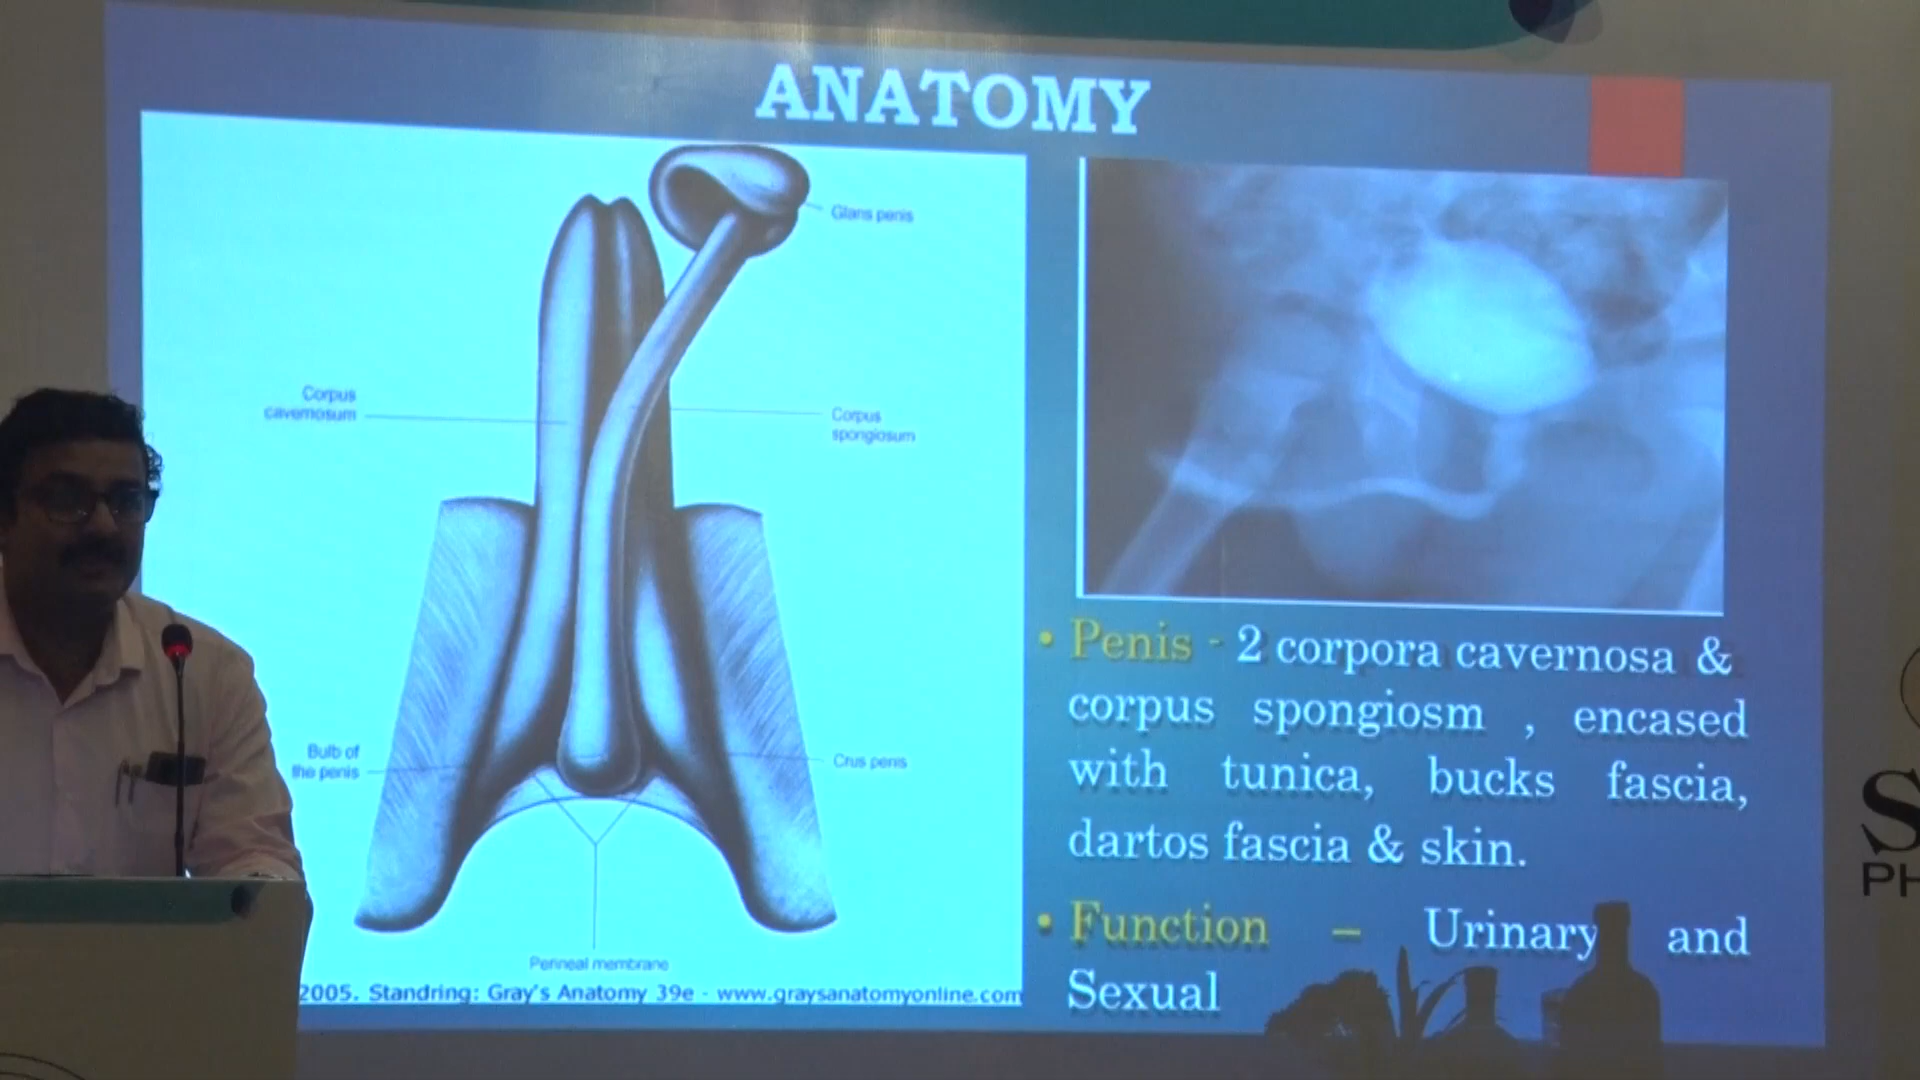 ANATOMY
Glans penis
Corpus
cavernosum
Corpus
spongiosum
Bulb of
the penis
Crus penis
Perineal membrane
2005. Standring: Gray's Anatomy 39e - www.graysanatomyonline.com
• Penis - 2 corpora cavernosa &
corpus spongiosm , encased
with tunica, bucks fascia,
dartos fascia & skin.
• Function – Urinary and
Sexual
S
PH